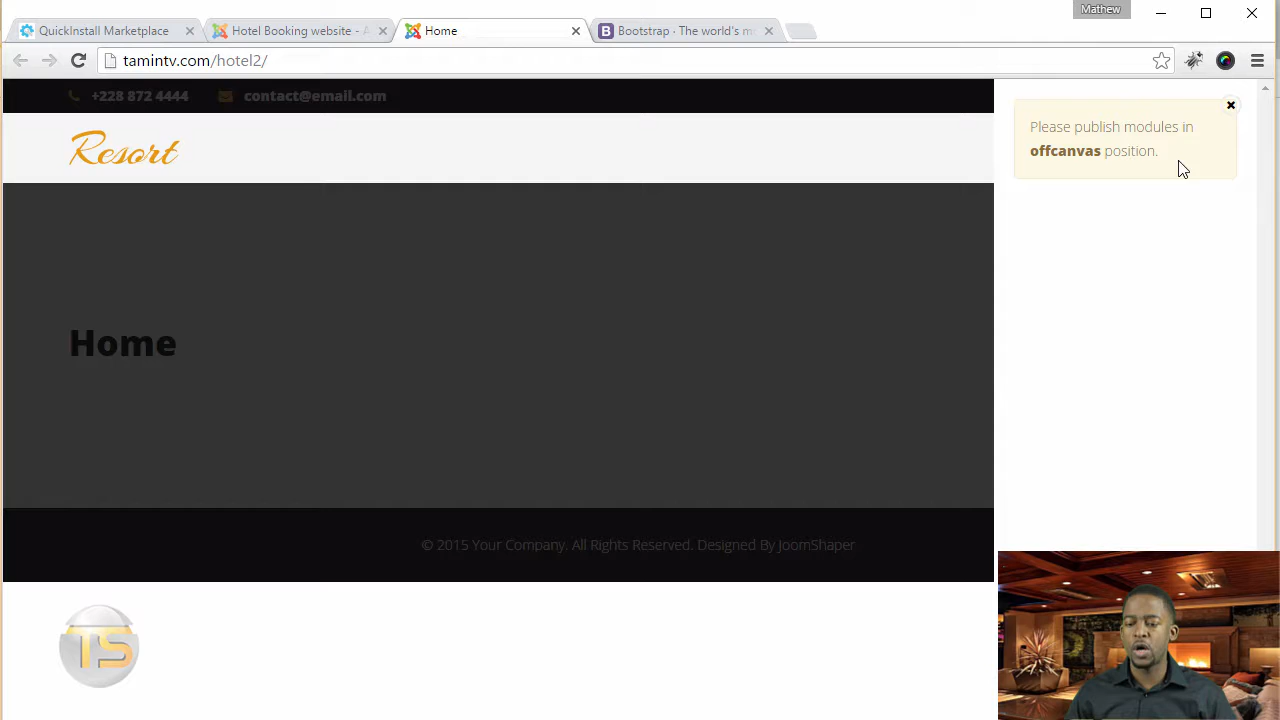 Mathew
QuickInstall Marketplace
Hotel Booking website - A
Home
Bootstrap · The world's m
tamintv.com/hotel2/
+228 872 4444
contact@email.com
Resort
Please publish modules in
offcanvas position.
Home
© 2015 Your Company. All Rights Reserved. Designed By JoomShaper
TS